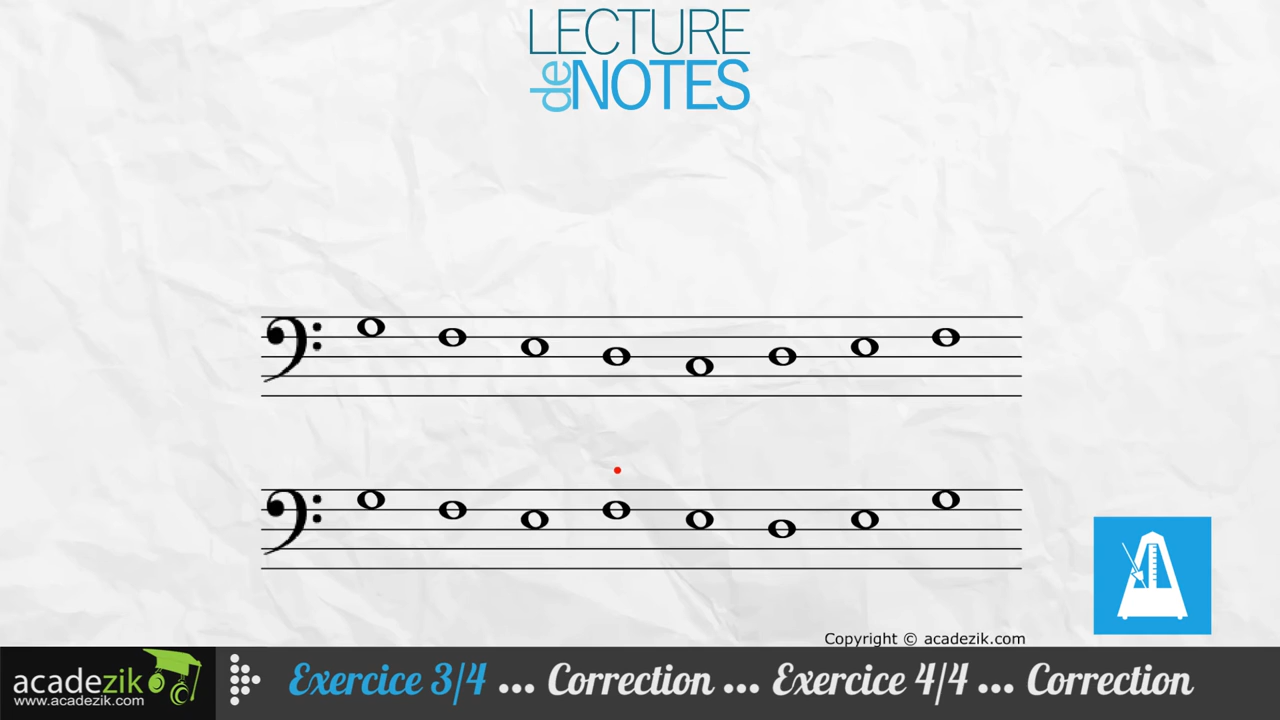 LECTURE
de NOTES
Copyright © acadezik.com
acadezik
www.acadezik.com
Exercice 3/4 ... Correction ... Exercice 4/4 ... Correction